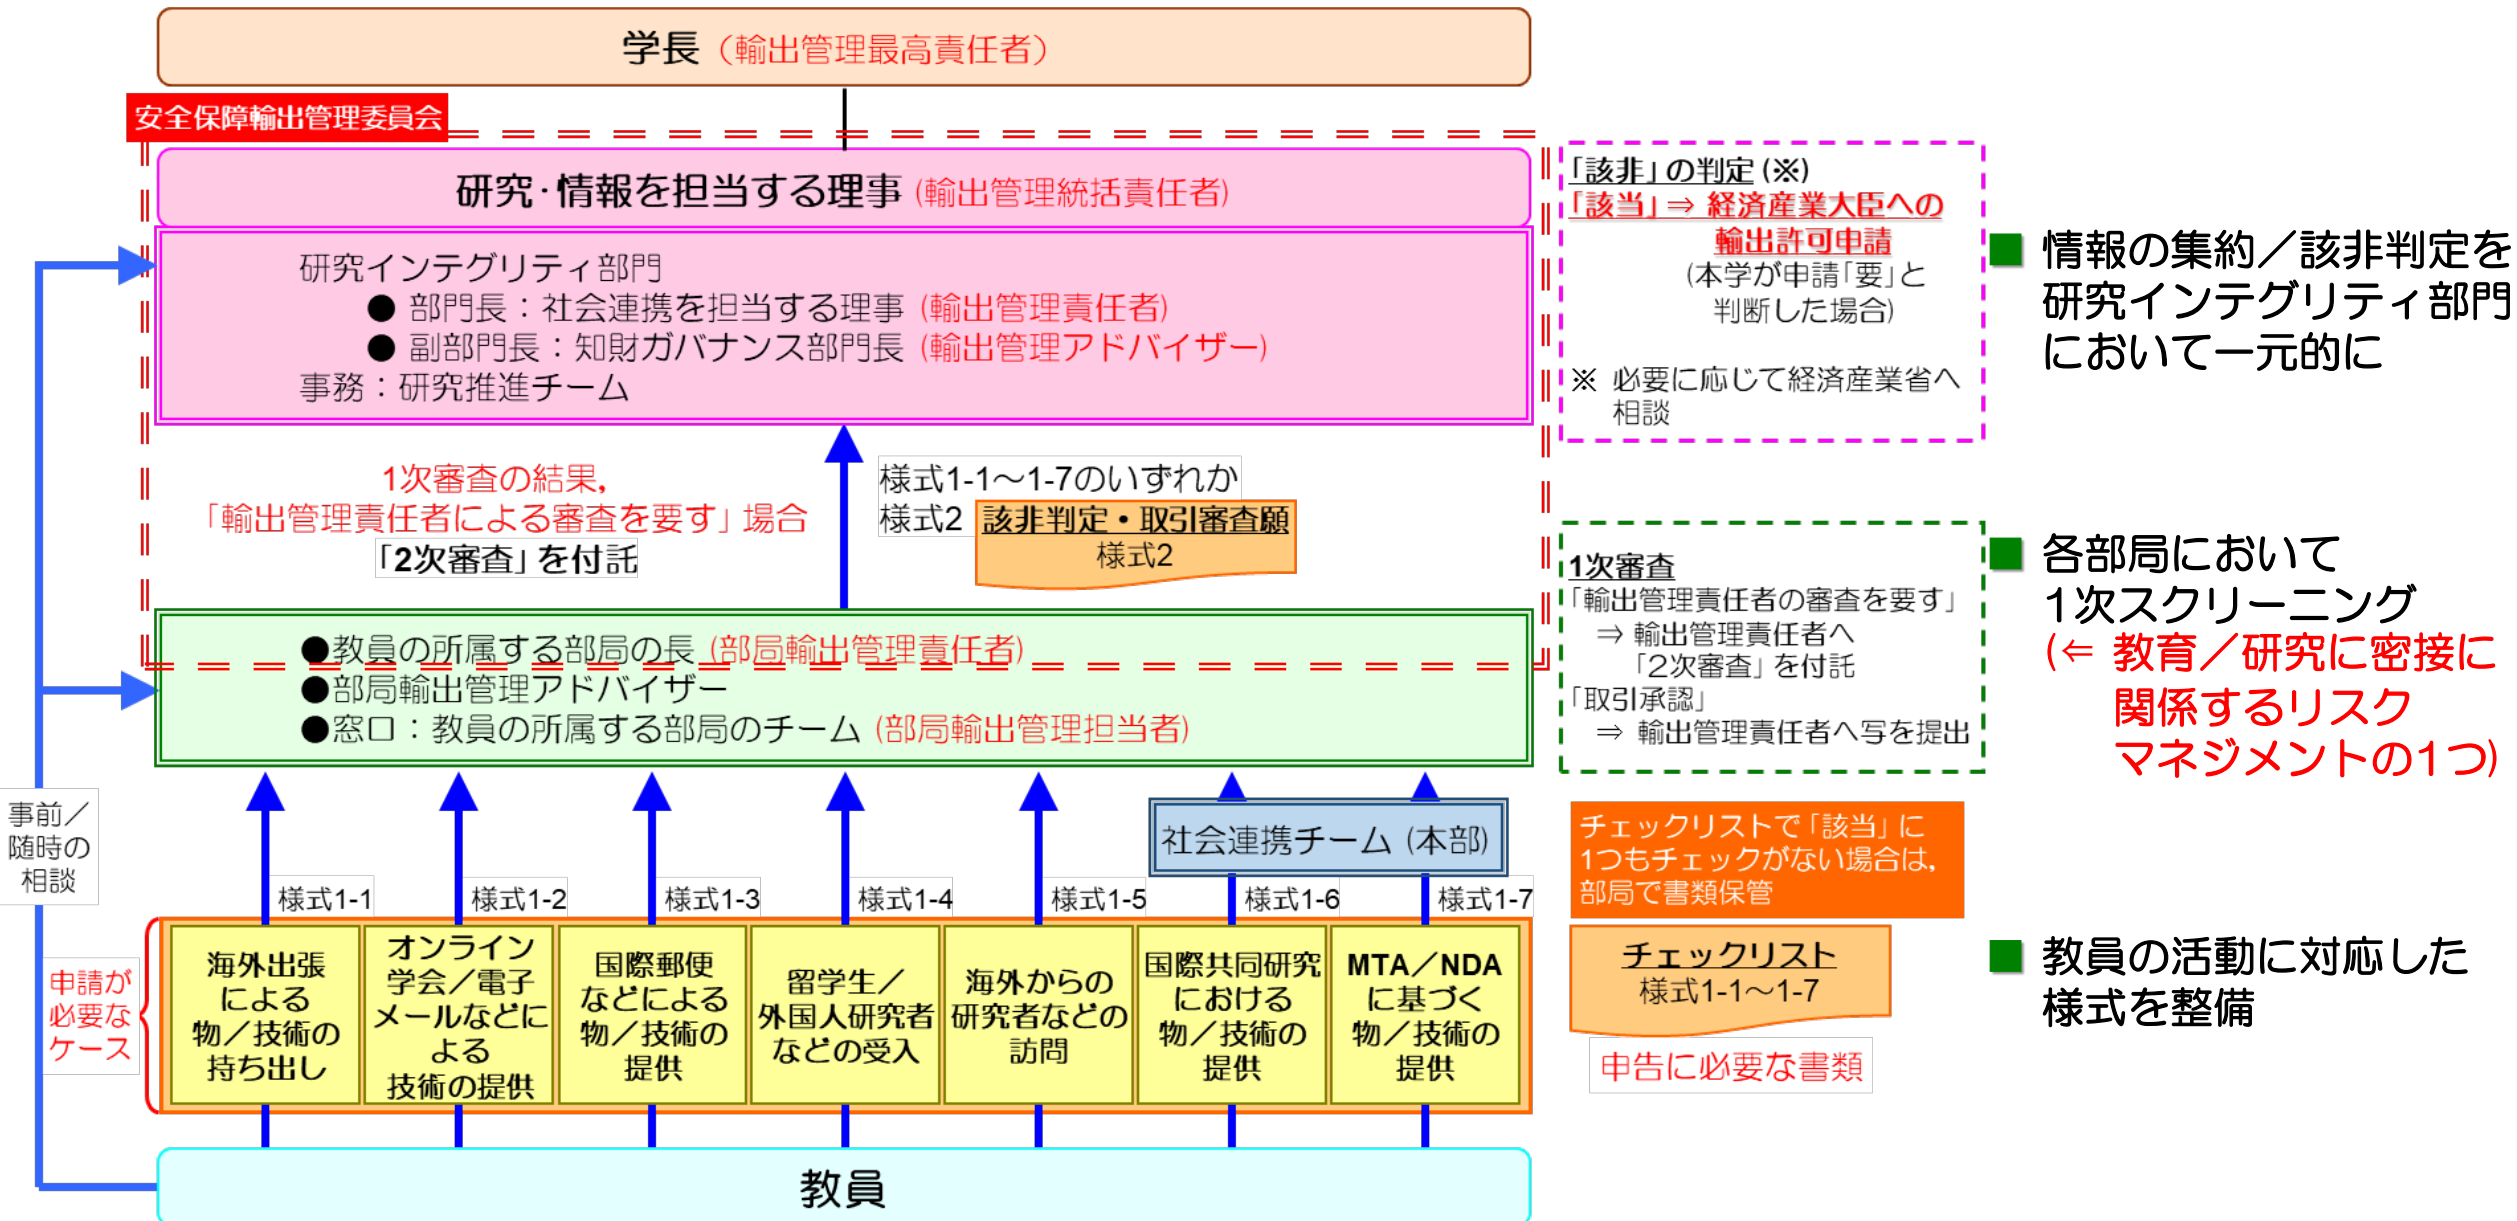 学長（輸出管理最高責任者）
安全保障輸出管理委員会
研究・情報を担当する理事 (輸出管理統括責任者)
研究インテグリティ部門
● 部門長：社会連携を担当する理事 (輸出管理責任者)
● 副部門長：知財ガバナンス部門長 (輸出管理アドバイザー)
事務：研究推進チーム
「該非」の判定 (※)
「該当」⇒ 経済産業大臣への
輸出許可申請
(本学が申請「要」と
判断した場合)
※ 必要に応じて経済産業省へ
相談
■ 情報の集約／該非判定を
研究インテグリティ部門
において一元的に
1次審査の結果，
「輸出管理責任者による審査を要す」場合
「2次審査」を付託
様式1-1～1-7のいずれか
様式2
該非判定・取引審査願
様式2
●教員の所属する部局の長 (部局輸出管理責任者)
●部局輸出管理アドバイザー
●窓口：教員の所属する部局のチーム (部局輸出管理担当者)
1次審査
「輸出管理責任者の審査を要す」
⇒ 輸出管理責任者へ
「2次審査」を付託
「取引承認」
⇒ 輸出管理責任者へ写を提出
■ 各部局において
1次スクリーニング
(⇐ 教育／研究に密接に
関係するリスク
マネジメントの1つ)
事前／
随時の
相談
社会連携チーム (本部)
様式1-1
様式1-2
様式1-3
様式1-4
様式1-5
様式1-6
様式1-7
チェックリストで「該当」に
1つもチェックがない場合は，
部局で書類保管
申請が
必要な
ケース
海外出張
による
物／技術の
持ち出し
オンライン
学会／電子
メールなどに
よる
技術の提供
国際郵便
などによる
物／技術の
提供
留学生／
外国人研究者
などの受入
海外からの
研究者などの
訪問
国際共同研究
における
物／技術の
提供
MTA／NDA
に基づく
物／技術の
提供
チェックリスト
様式1-1～1-7
申告に必要な書類
■ 教員の活動に対応した
様式を整備
教員